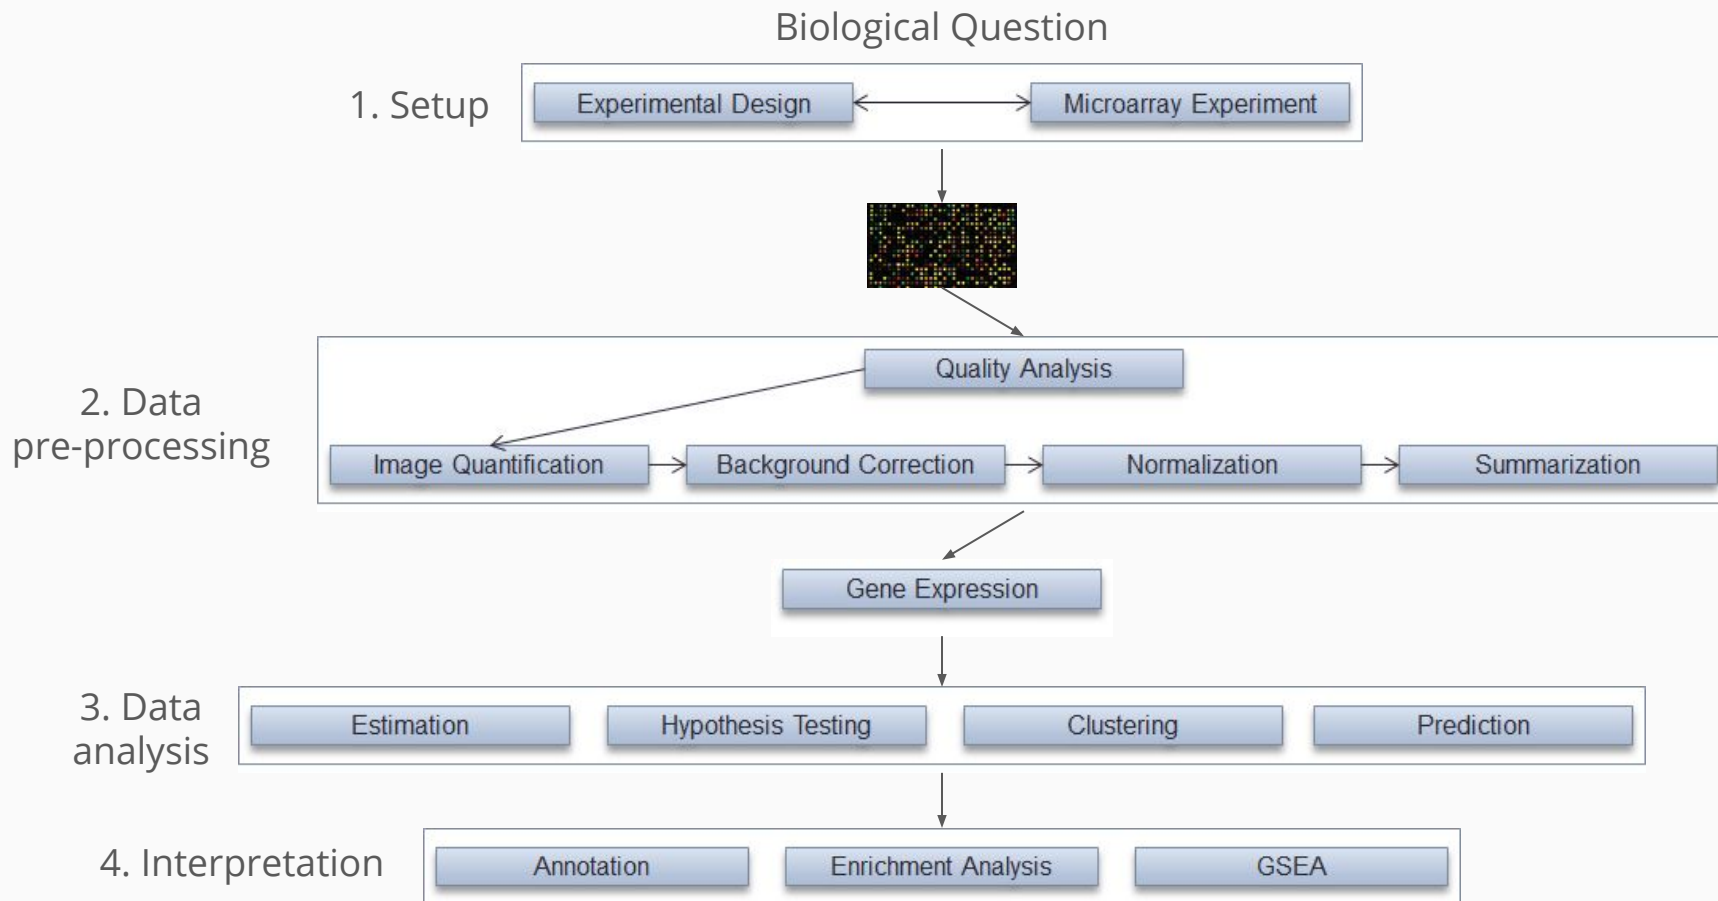 Biological Question
1. Setup
Experimental Design
Microarray Experiment
2. Data
pre-processing
Quality Analysis
Image Quantification
Background Correction
Normalization
Summarization
Gene Expression
3. Data
analysis
Estimation
Hypothesis Testing
Clustering
Prediction
4. Interpretation
Annotation
Enrichment Analysis
GSEA